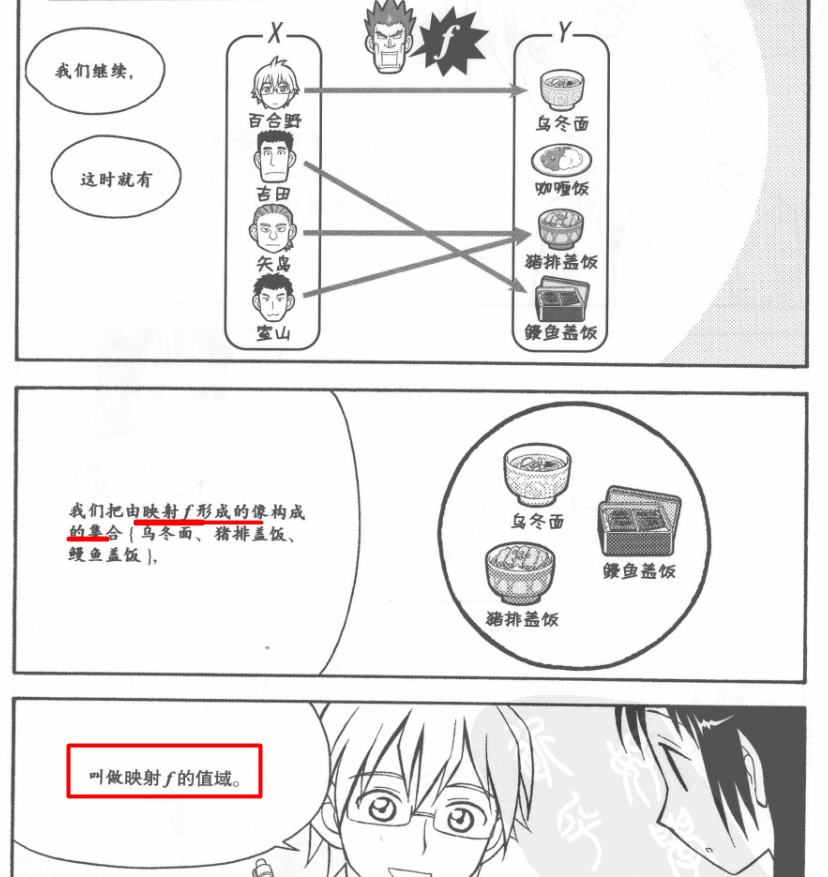 X
f
Y
我们继续，
百合野
乌冬面
这时就有
咖喱饭
吉田
矢岛
猪排盖饭
室山
鳗鱼盖饭
我们把由映射 f 形成的像构成
的集合 { 乌冬面、猪排盖饭、
鳗鱼盖饭 }，
乌冬面
鳗鱼盖饭
猪排盖饭
叫做映射 f 的值域。